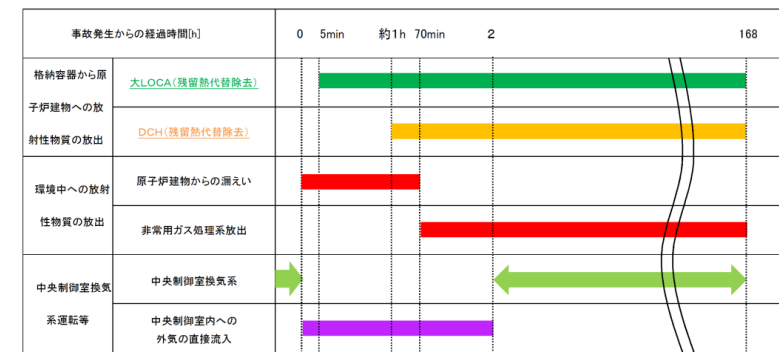 事故発生からの経過時間[h]
0 5min 約1h 70min 2 168
格納容器から原
子炉建物への放
射性物質の放出
大LOCA(残留熱代替除去)
DCH(残留熱代替除去)
環境中への放射
性物質の放出
原子炉建物からの漏えい
非常用ガス処理系放出
中央制御室換気
系運転等
中央制御室換気系
中央制御室内への
外気の直接流入